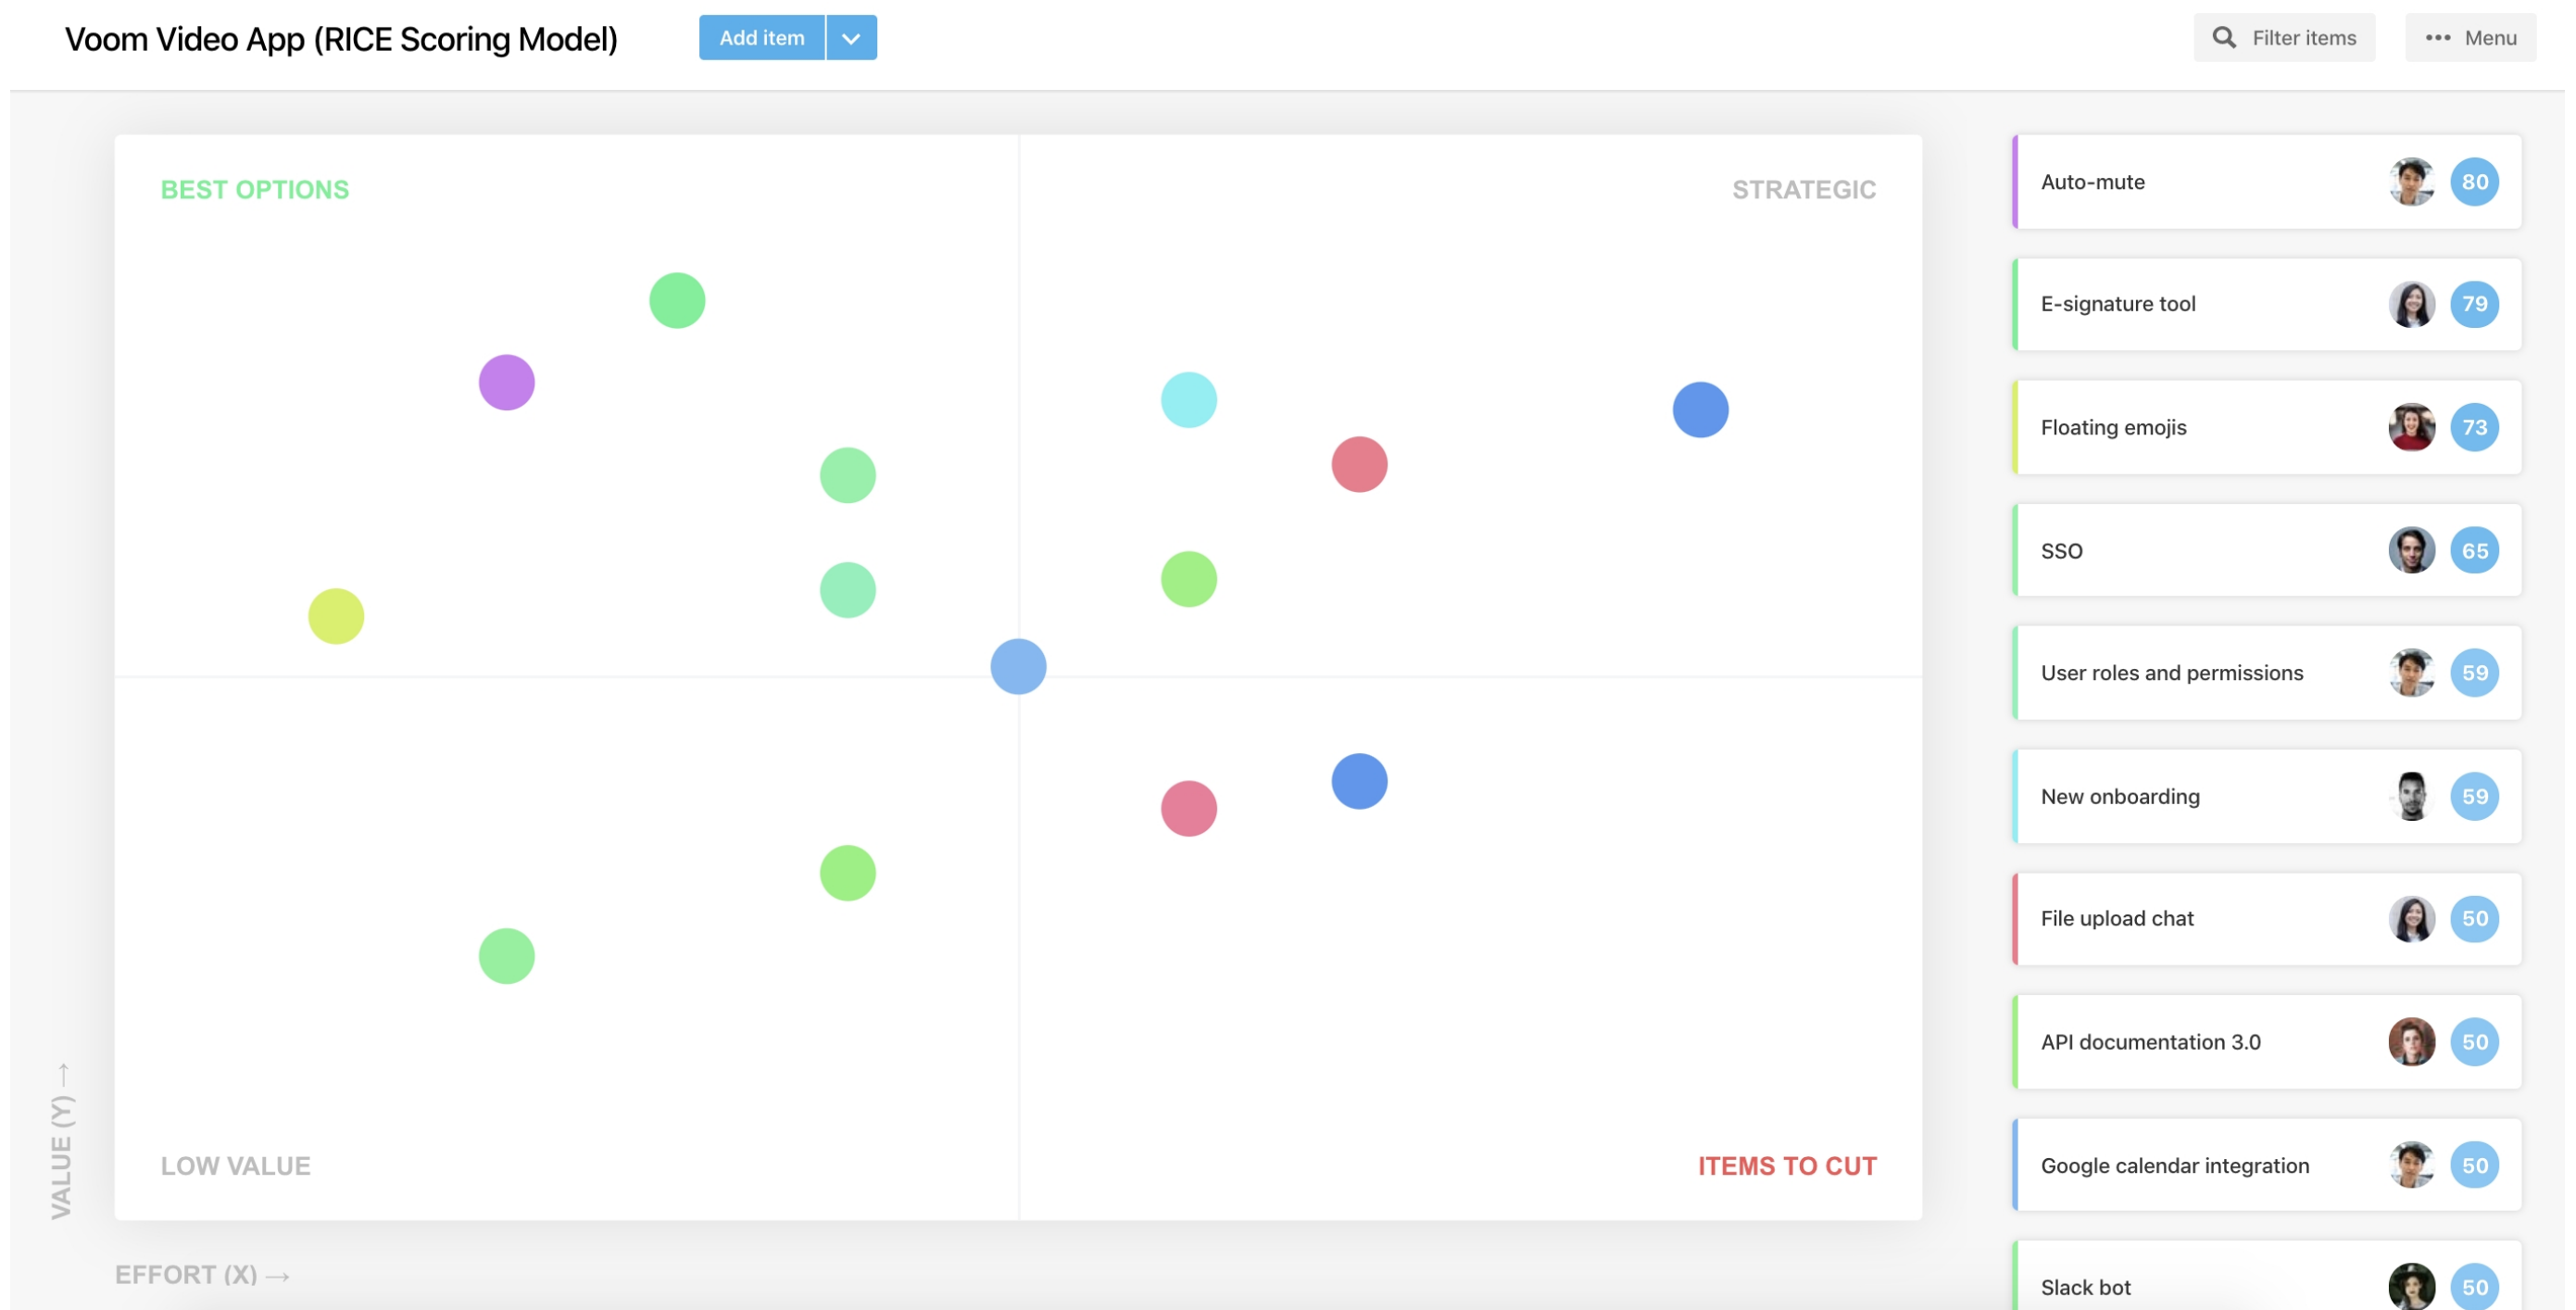 Voom Video App (RICE Scoring Model)
Add item
Filter items
Menu
BEST OPTIONS
STRATEGIC
LOW VALUE
ITEMS TO CUT
VALUE (Y) →
EFFORT (X) →
Auto-mute 80
E-signature tool 79
Floating emojis 73
SSO 65
User roles and permissions 59
New onboarding 59
File upload chat 50
API documentation 3.0 50
Google calendar integration 50
Slack bot 50